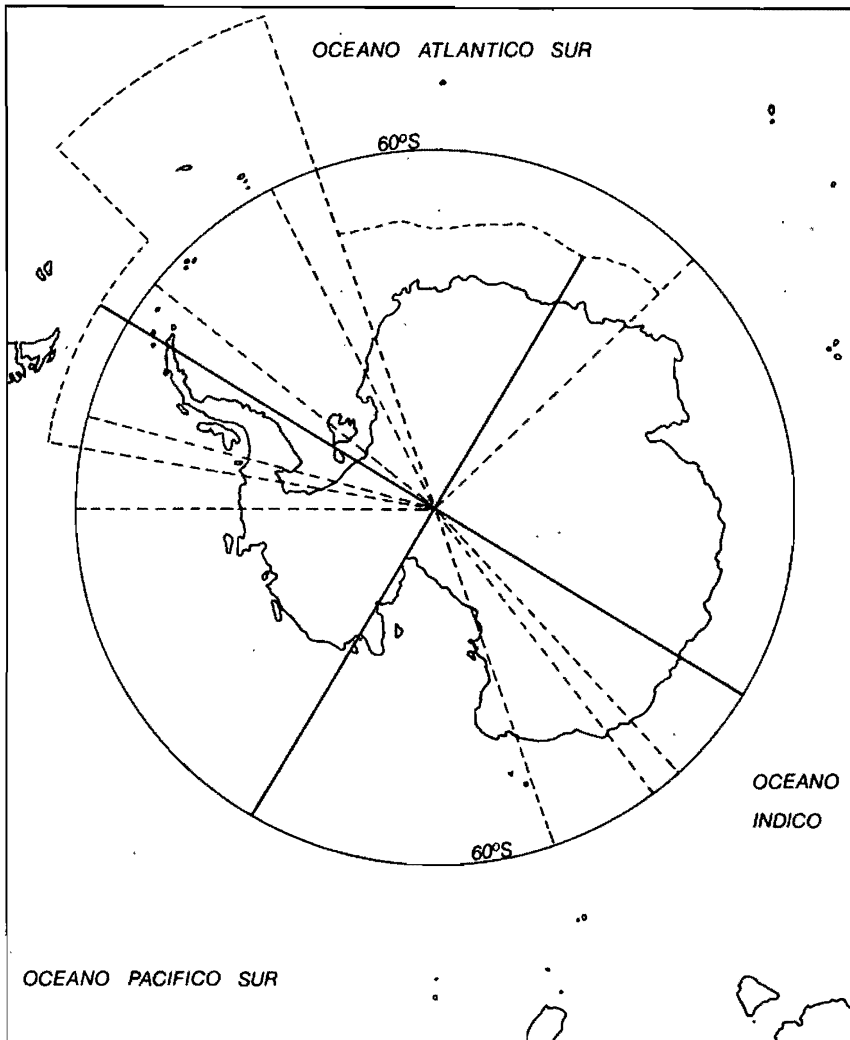 OCEANO ATLANTICO SUR
60ºS
OCEANO
INDICO
60ºS
OCEANO PACIFICO SUR